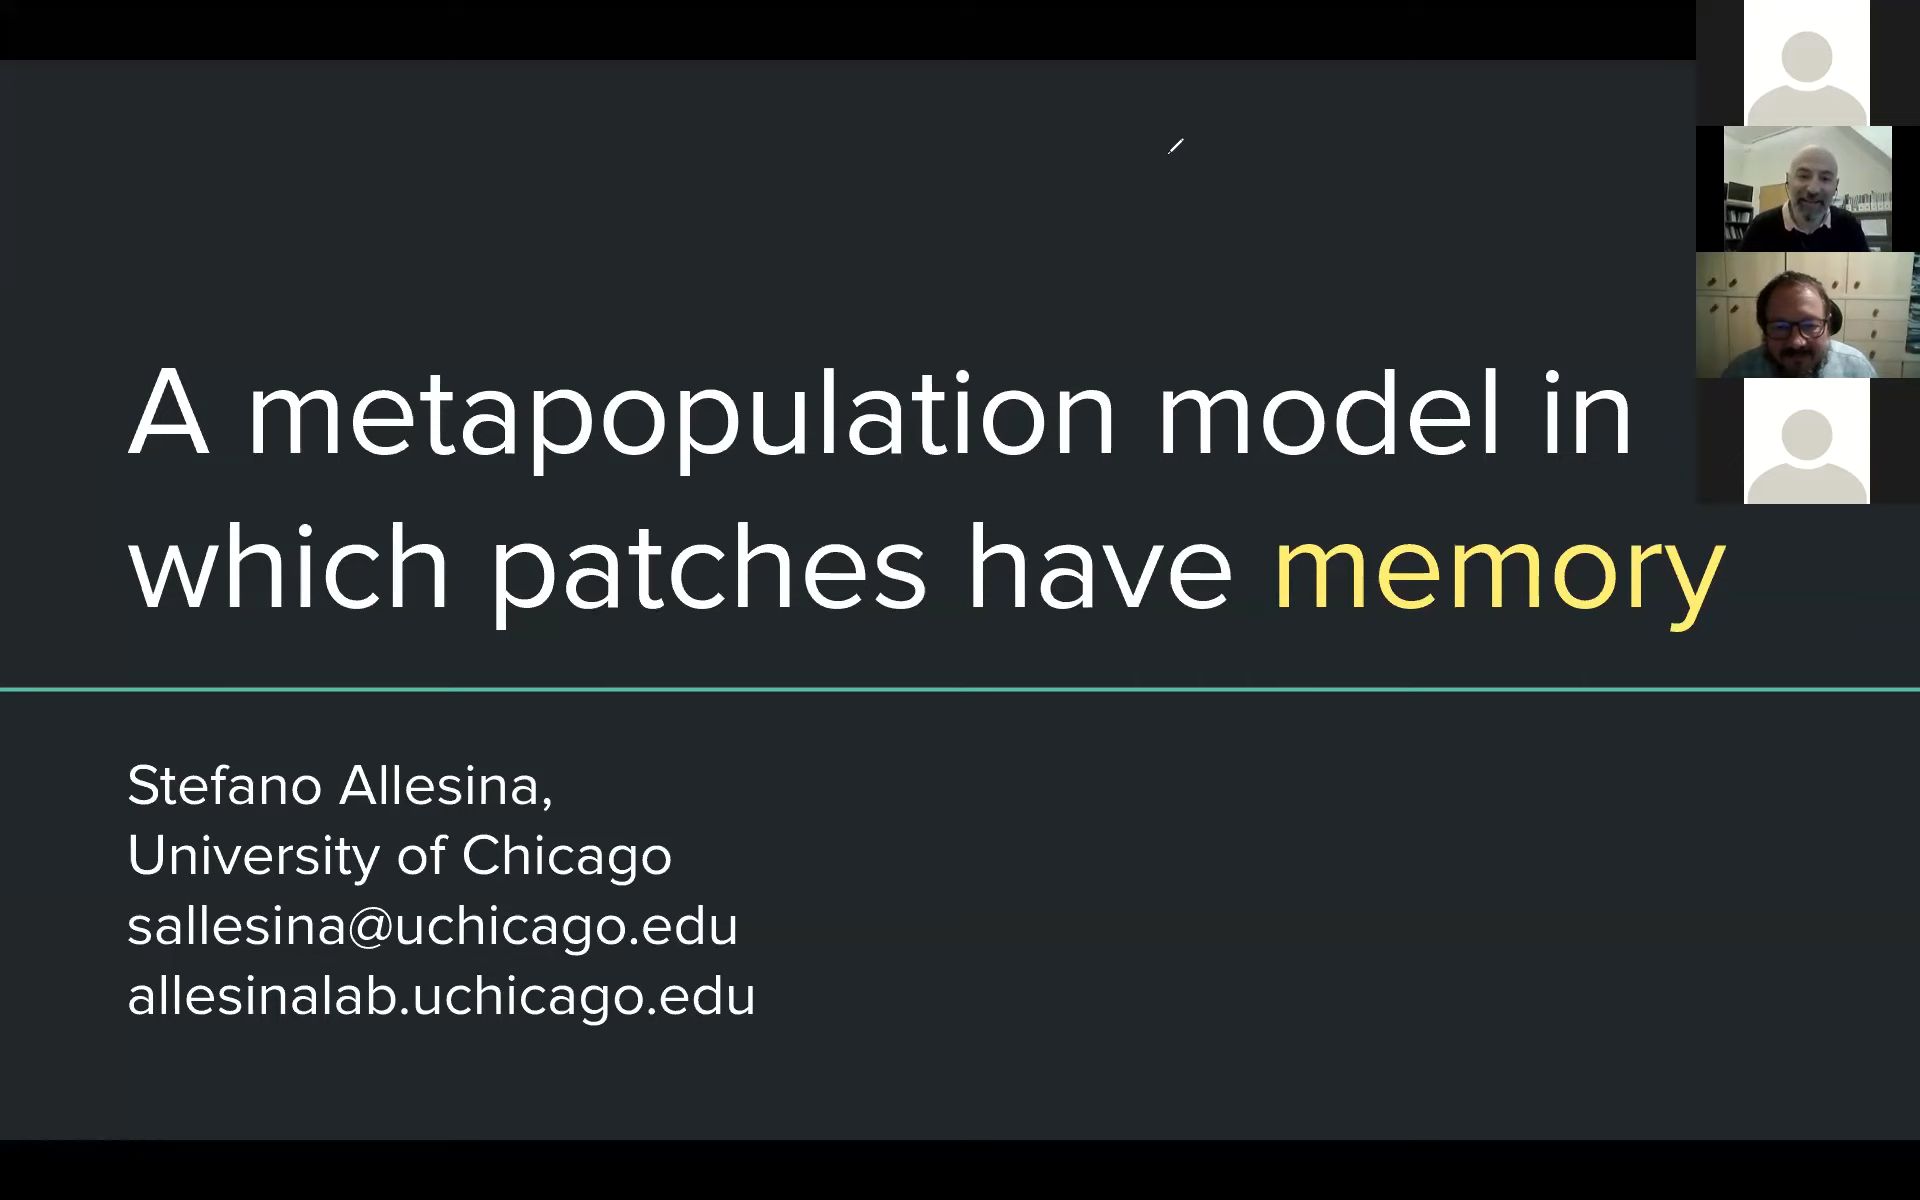 A metapopulation model in
which patches have memory
Stefano Allesina,
University of Chicago
sallesina@uchicago.edu
allesinalab.uchicago.edu